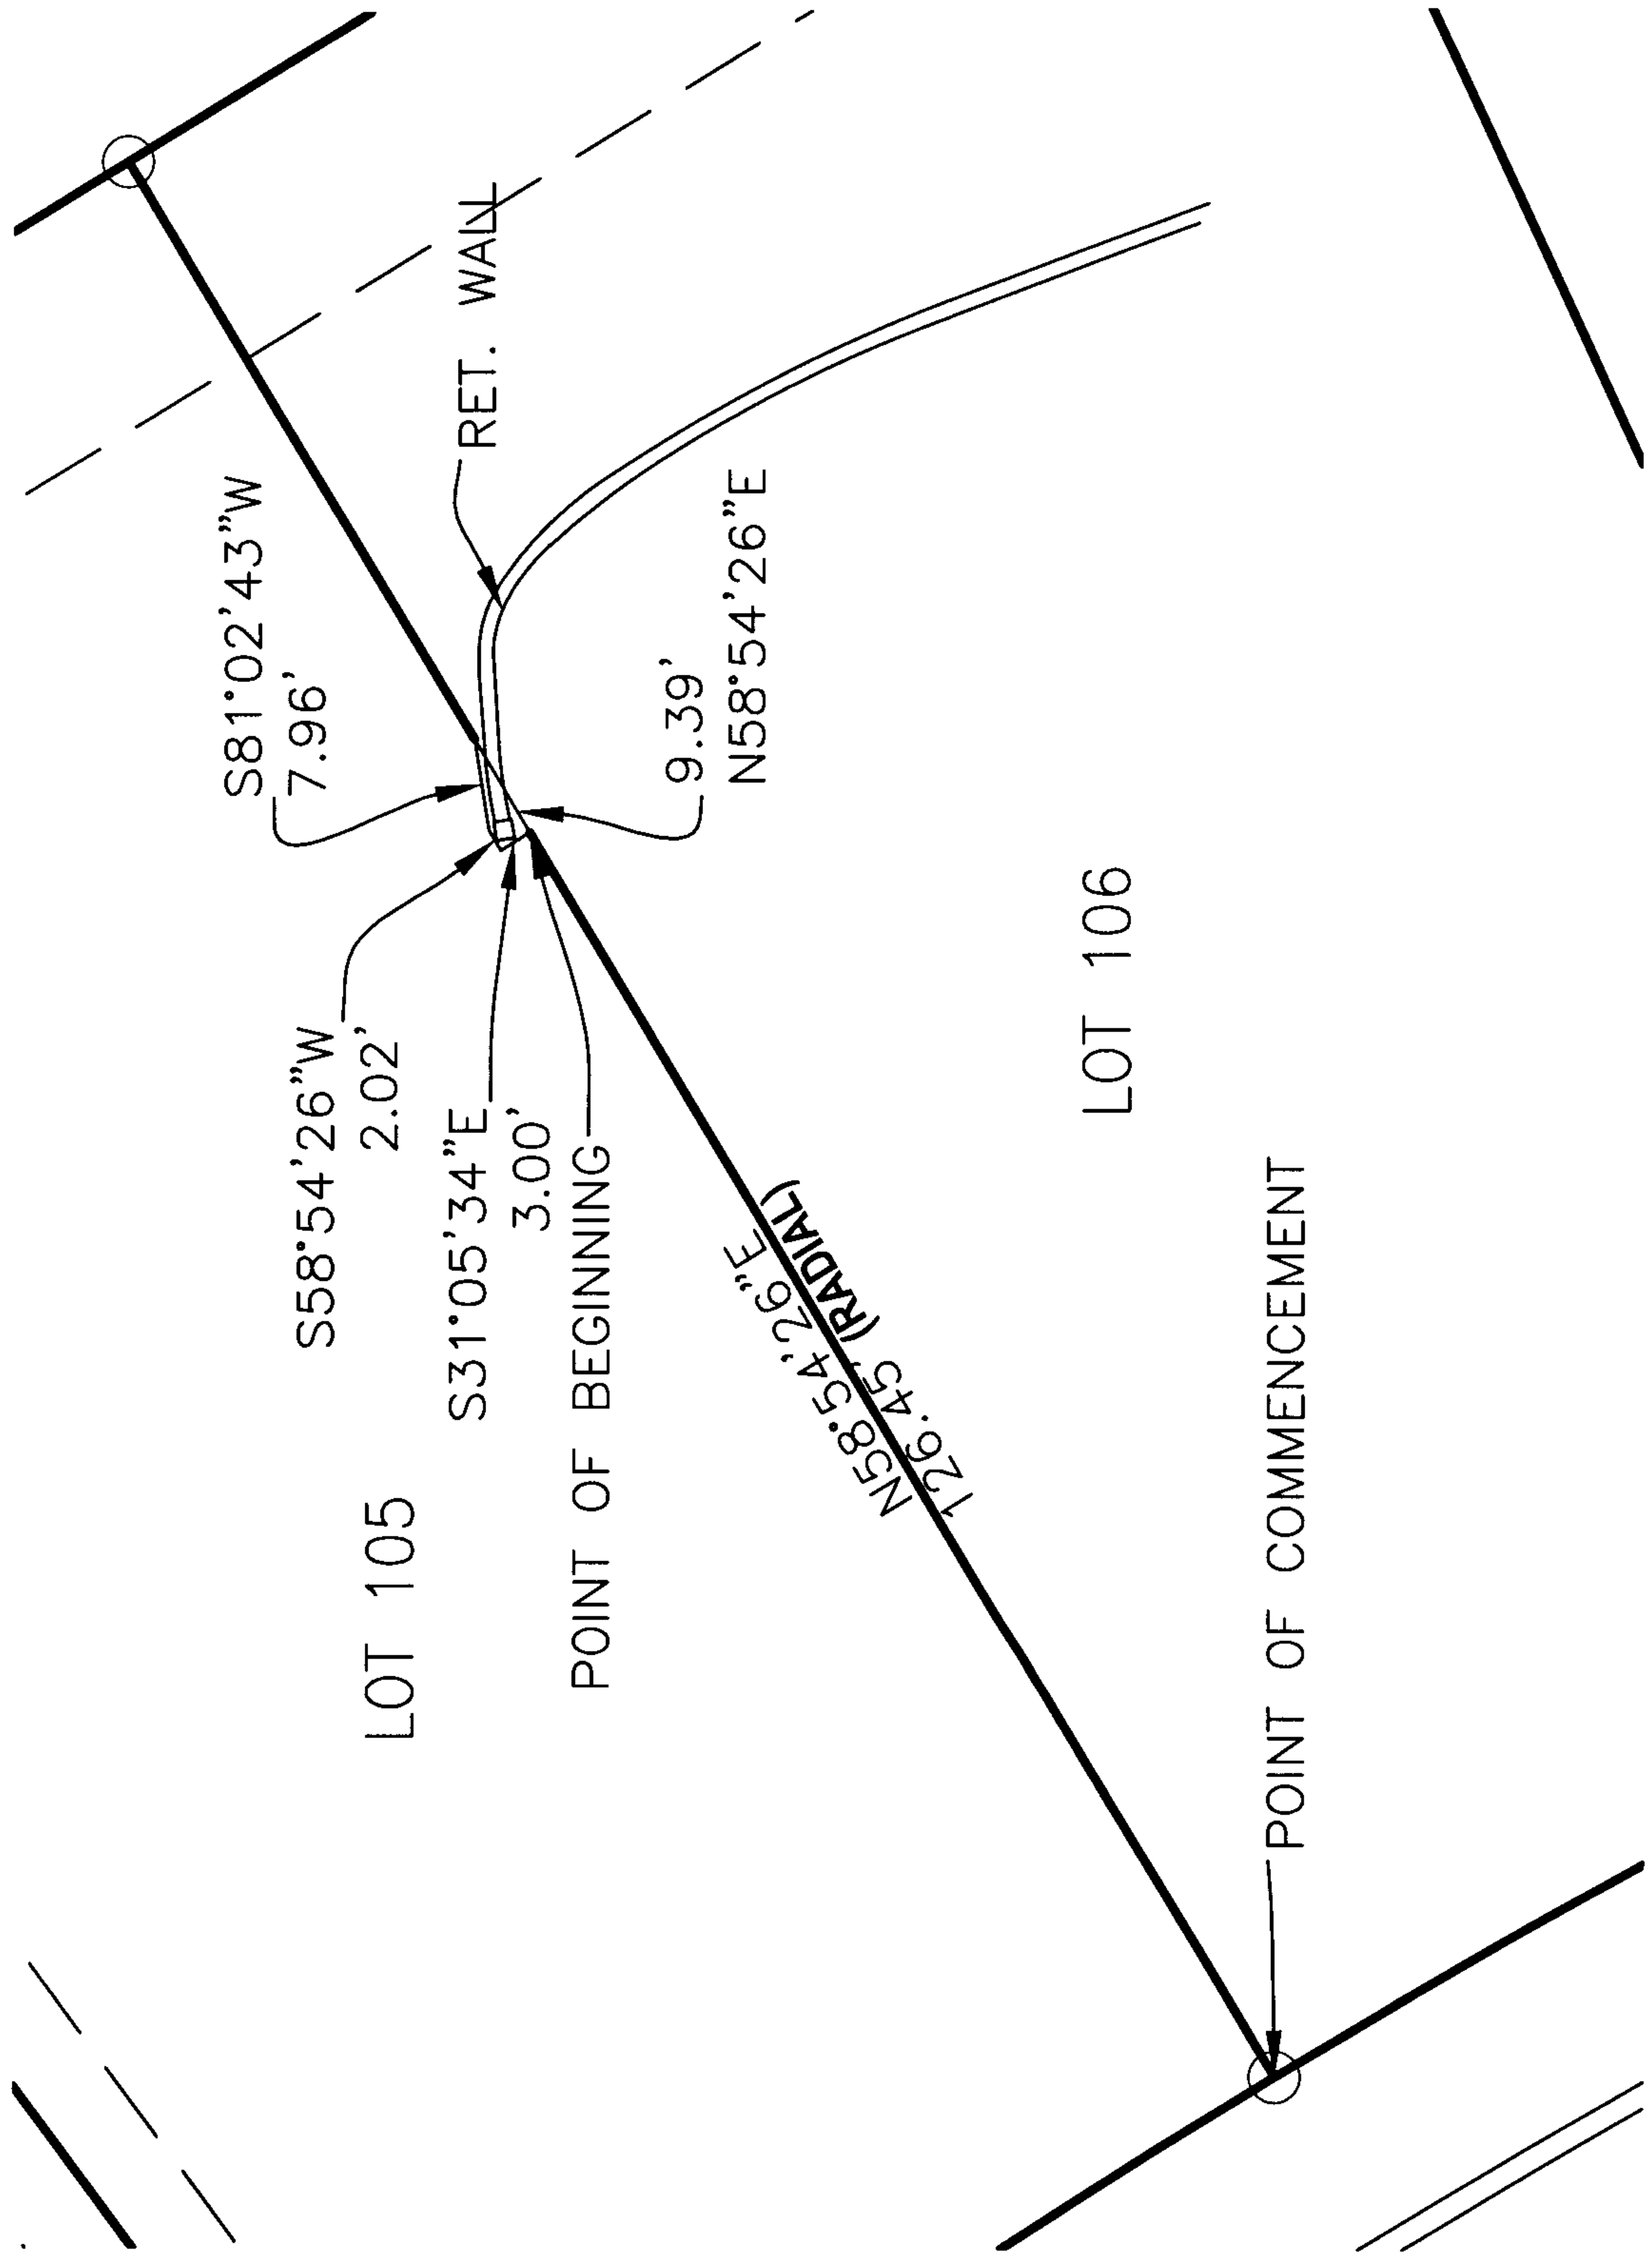 S81°02'43"W
7.96'
RET. WALL
S58°54'26"W
2.02'
9.39'
N58°54'26"E
S31°05'34"E
3.00'
LOT 105
POINT OF BEGINNING
N58°54'26"E
126.45' (RADIAL)
LOT 106
POINT OF COMMENCEMENT